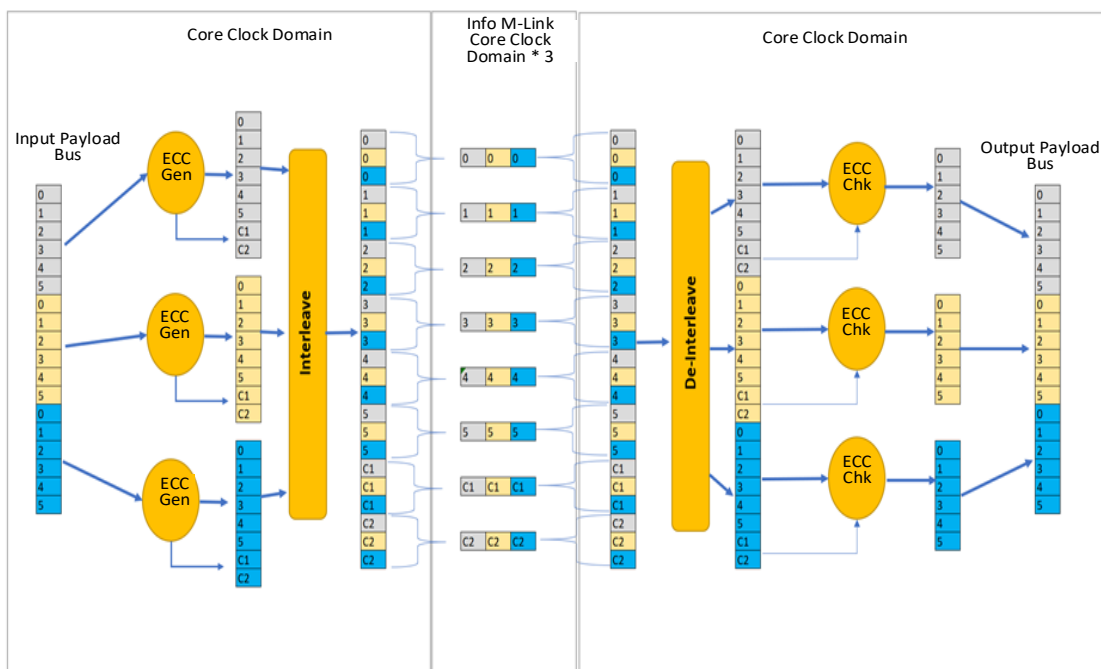 Core Clock Domain
Info M-Link
Core Clock
Domain * 3
Core Clock Domain
Input Payload
Bus
0
1
2
3
4
5
0
1
2
3
4
5
0
1
2
3
4
5
ECC
Gen
ECC
Gen
ECC
Gen
0
1
2
3
4
5
C1
C2
0
1
2
3
4
5
C1
C2
0
1
2
3
4
5
C1
C2
Interleave
0
0
0
1
1
1
2
2
2
3
3
3
4
4
4
5
5
5
C1
C1
C1
C2
C2
C2
0 0 0
1 1 1
2 2 2
3 3 3
4 4 4
5 5 5
C1 C1 C1
C2 C2 C2
0
0
0
1
1
1
2
2
2
3
3
3
4
4
4
5
5
5
C1
C1
C1
C2
C2
C2
De-Interleave
0
1
2
3
4
5
C1
C2
0
1
2
3
4
5
C1
C2
0
1
2
3
4
5
C1
C2
ECC
Chk
ECC
Chk
ECC
Chk
0
1
2
3
4
5
0
1
2
3
4
5
0
1
2
3
4
5
Output Payload
Bus
0
1
2
3
4
5
0
1
2
3
4
5
0
1
2
3
4
5